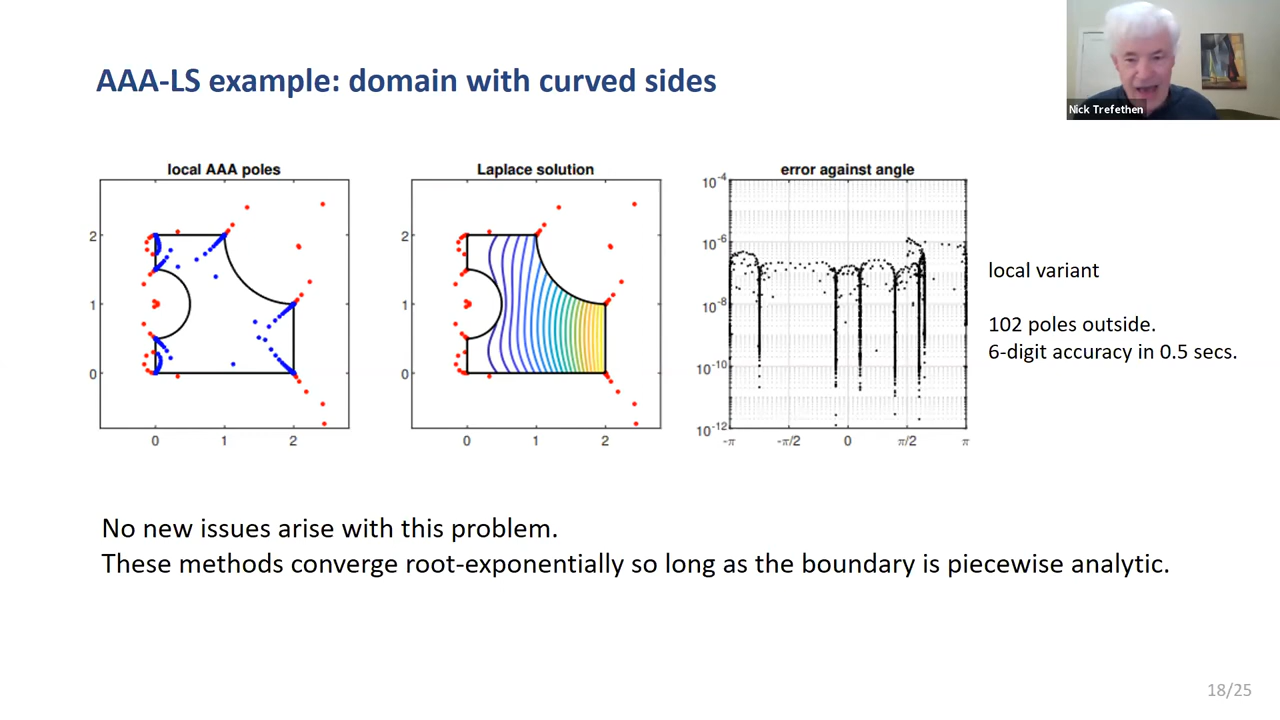 AAA-LS example: domain with curved sides
Nick Trefethen
local AAA poles
2
1
0
0 1 2
Laplace solution
2
1
0
0 1 2
error against angle
10^-4
10^-6
10^-8
10^-10
10^-12
-π -π/2 0 π/2 π
local variant
102 poles outside.
6-digit accuracy in 0.5 secs.
No new issues arise with this problem.
These methods converge root-exponentially so long as the boundary is piecewise analytic.
18/25